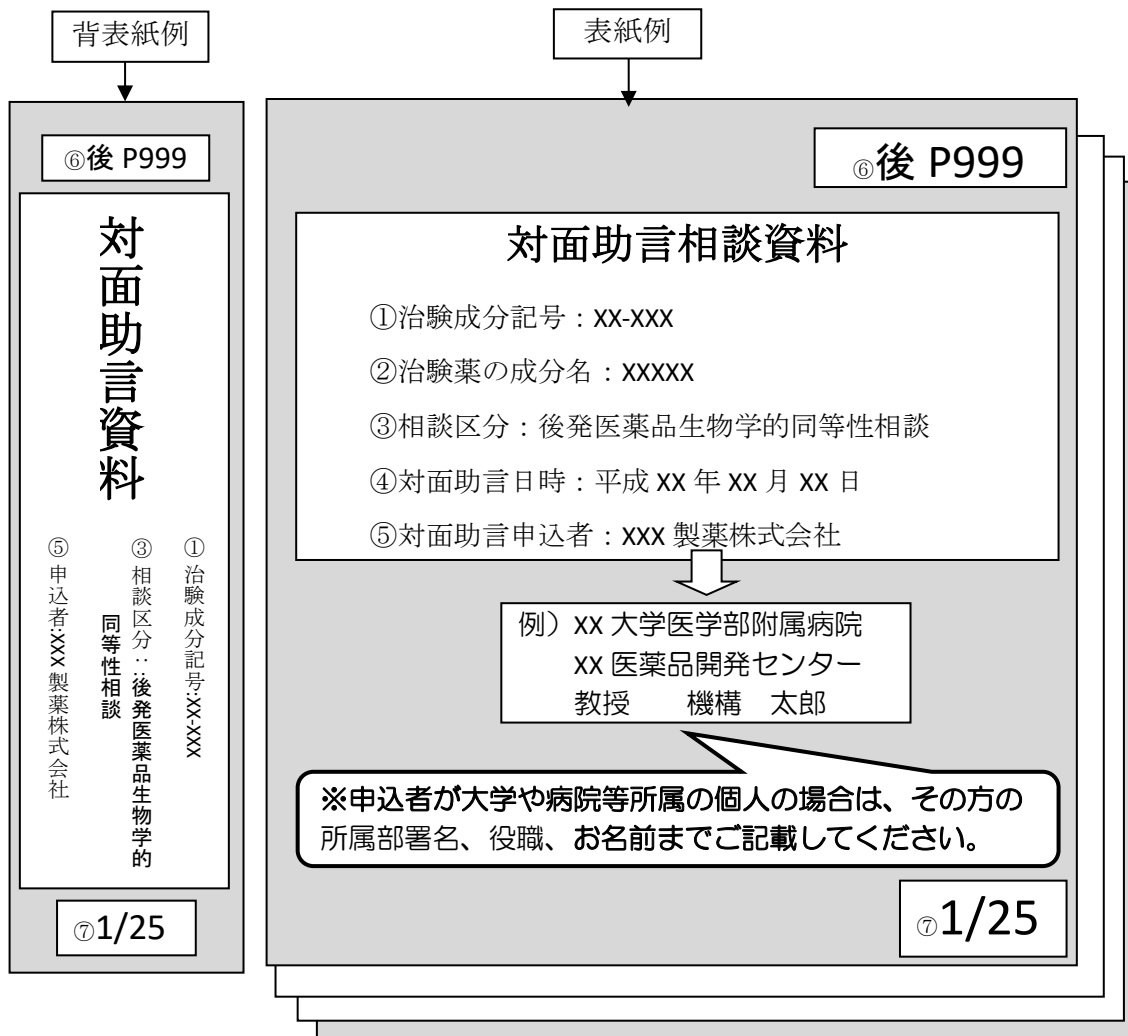 背表紙例
⑥後 P999
対面助言資料
①治験成分記号:XX-XXX
③相談区分::後発医薬品生物学的
同等性相談
⑤申込者:XXX 製薬株式会社
⑦1/25
表紙例
⑥後 P999
対面助言相談資料
①治験成分記号：XX-XXX
②治験薬の成分名：XXXXX
③相談区分：後発医薬品生物学的同等性相談
④対面助言日時：平成 XX 年 XX 月 XX 日
⑤対面助言申込者：XXX 製薬株式会社
例）XX 大学医学部附属病院
XX 医薬品開発センター
教授　　機構　太郎
※申込者が大学や病院等所属の個人の場合は、その方の
所属部署名、役職、お名前までご記載してください。
⑦1/25